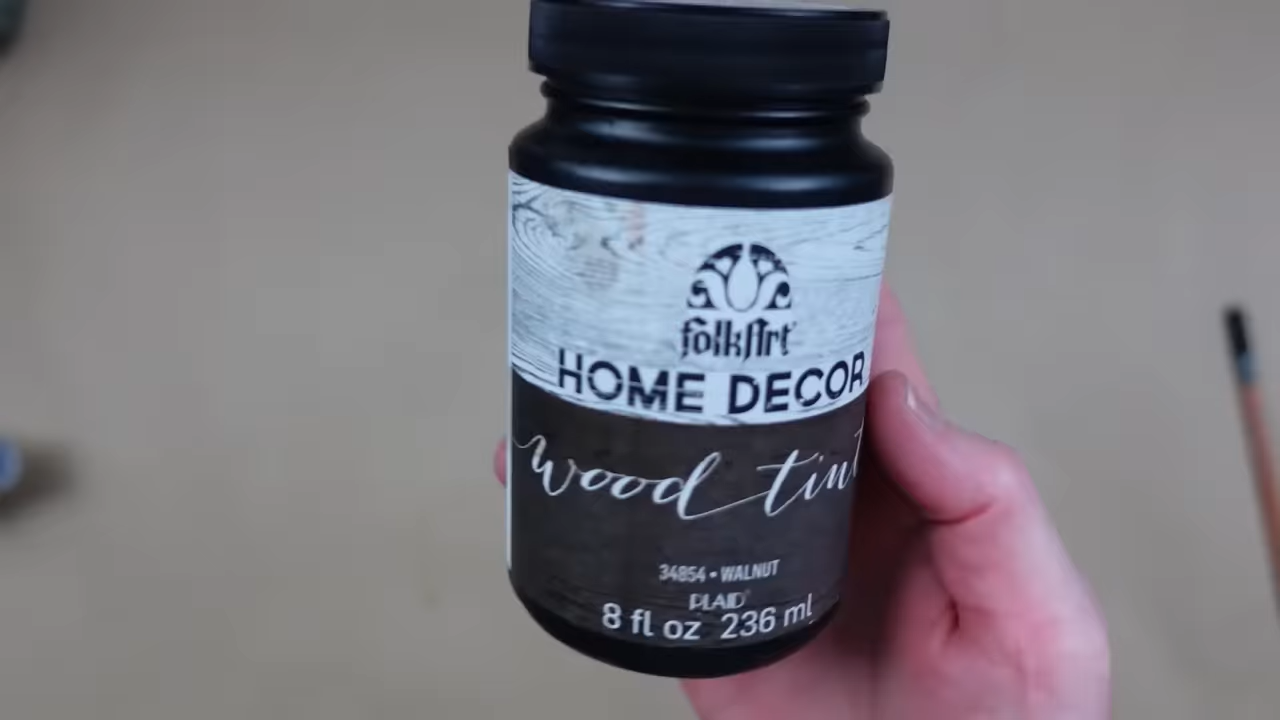 folkArt
HOME DECOR
wood tint
34854 • WALNUT
PLAID
8 fl oz 236 ml